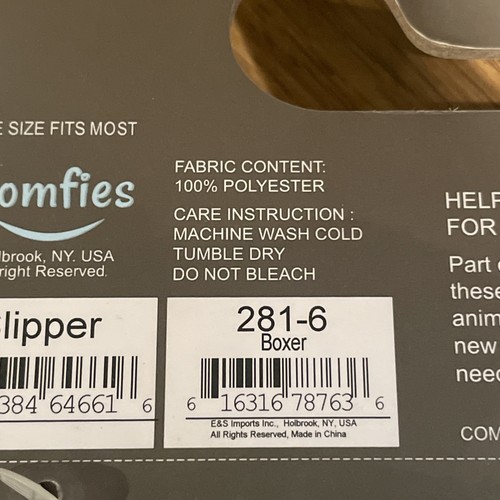 E SIZE FITS MOST
omfies
lbrook, NY. USA
right Reserved.
FABRIC CONTENT:
100% POLYESTER
CARE INSTRUCTION :
MACHINE WASH COLD
TUMBLE DRY
DO NOT BLEACH
HELP
FOR
Part
these
anim
new
need
COM
lipper
384 64661 6
281-6
Boxer
6 16316 78763 6
E&S Imports Inc., Holbrook, NY, USA
All Rights Reserved, Made in China